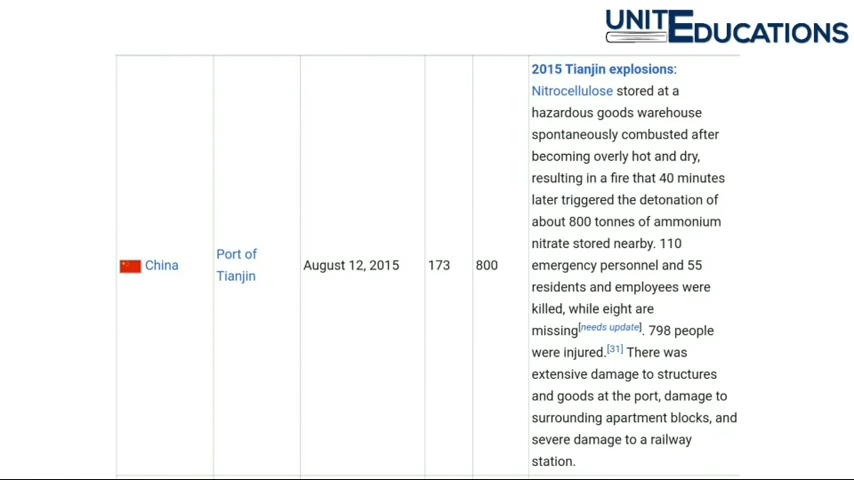 UNIT EDUCATIONS
2015 Tianjin explosions:
Nitrocellulose stored at a
hazardous goods warehouse
spontaneously combusted after
becoming overly hot and dry,
resulting in a fire that 40 minutes
later triggered the detonation of
about 800 tonnes of ammonium
nitrate stored nearby. 110
emergency personnel and 55
residents and employees were
killed, while eight are
missing[needs update]. 798 people
were injured.[31] There was
extensive damage to structures
and goods at the port, damage to
surrounding apartment blocks, and
severe damage to a railway
station.
China
Port of
Tianjin
August 12, 2015
173
800